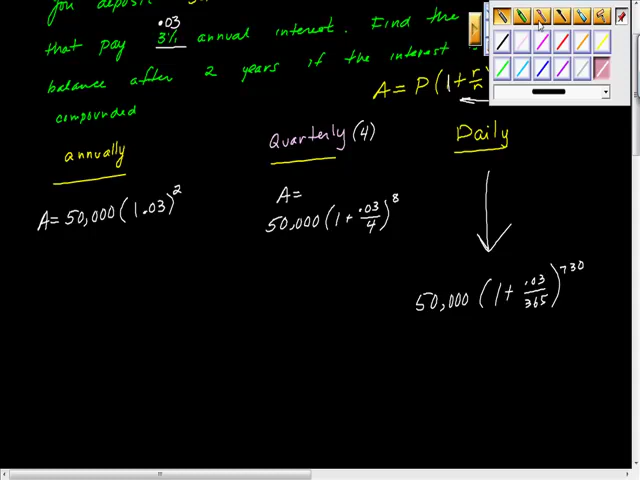 you deposit
.03
that pay 3% annual interest. Find the
balance after 2 years if the interest
compounded
A = P(1+r/n)
annually
Quarterly (4)
Daily
A = 50,000(1.03)^2
A =
50,000(1+.03/4)^8
50,000(1+.03/365)^730